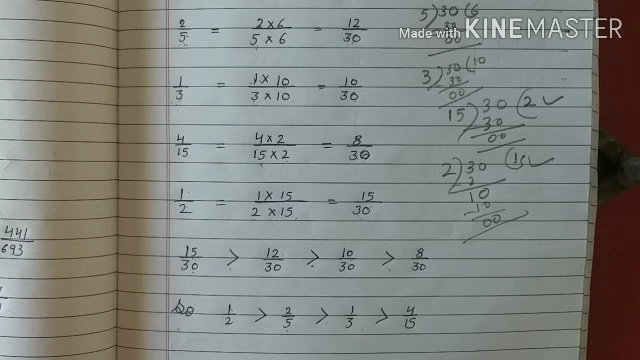 2/5 = 2×6/5×6 = 12/30
1/3 = 1×10/3×10 = 10/30
4/15 = 4×2/15×2 = 8/30
1/2 = 1×15/2×15 = 15/30
15/30 > 12/30 > 10/30 > 8/30
So 1/2 > 2/5 > 1/3 > 4/15
5)30(6
30
00
3)30(10
30
00
15)30(2✓
30
00
2)30(15✓
2
10
10
00
441/693
Made with KINEMASTER